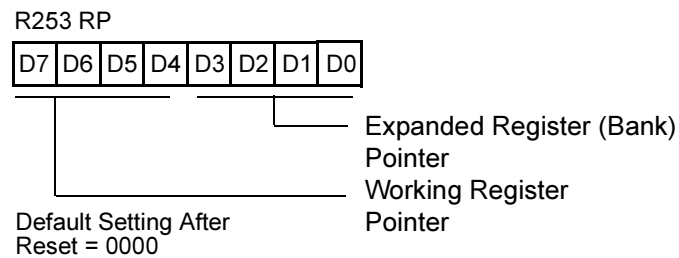 R253 RP
D7 D6 D5 D4 D3 D2 D1 D0
Expanded Register (Bank)
Pointer
Working Register
Pointer
Default Setting After
Reset = 0000